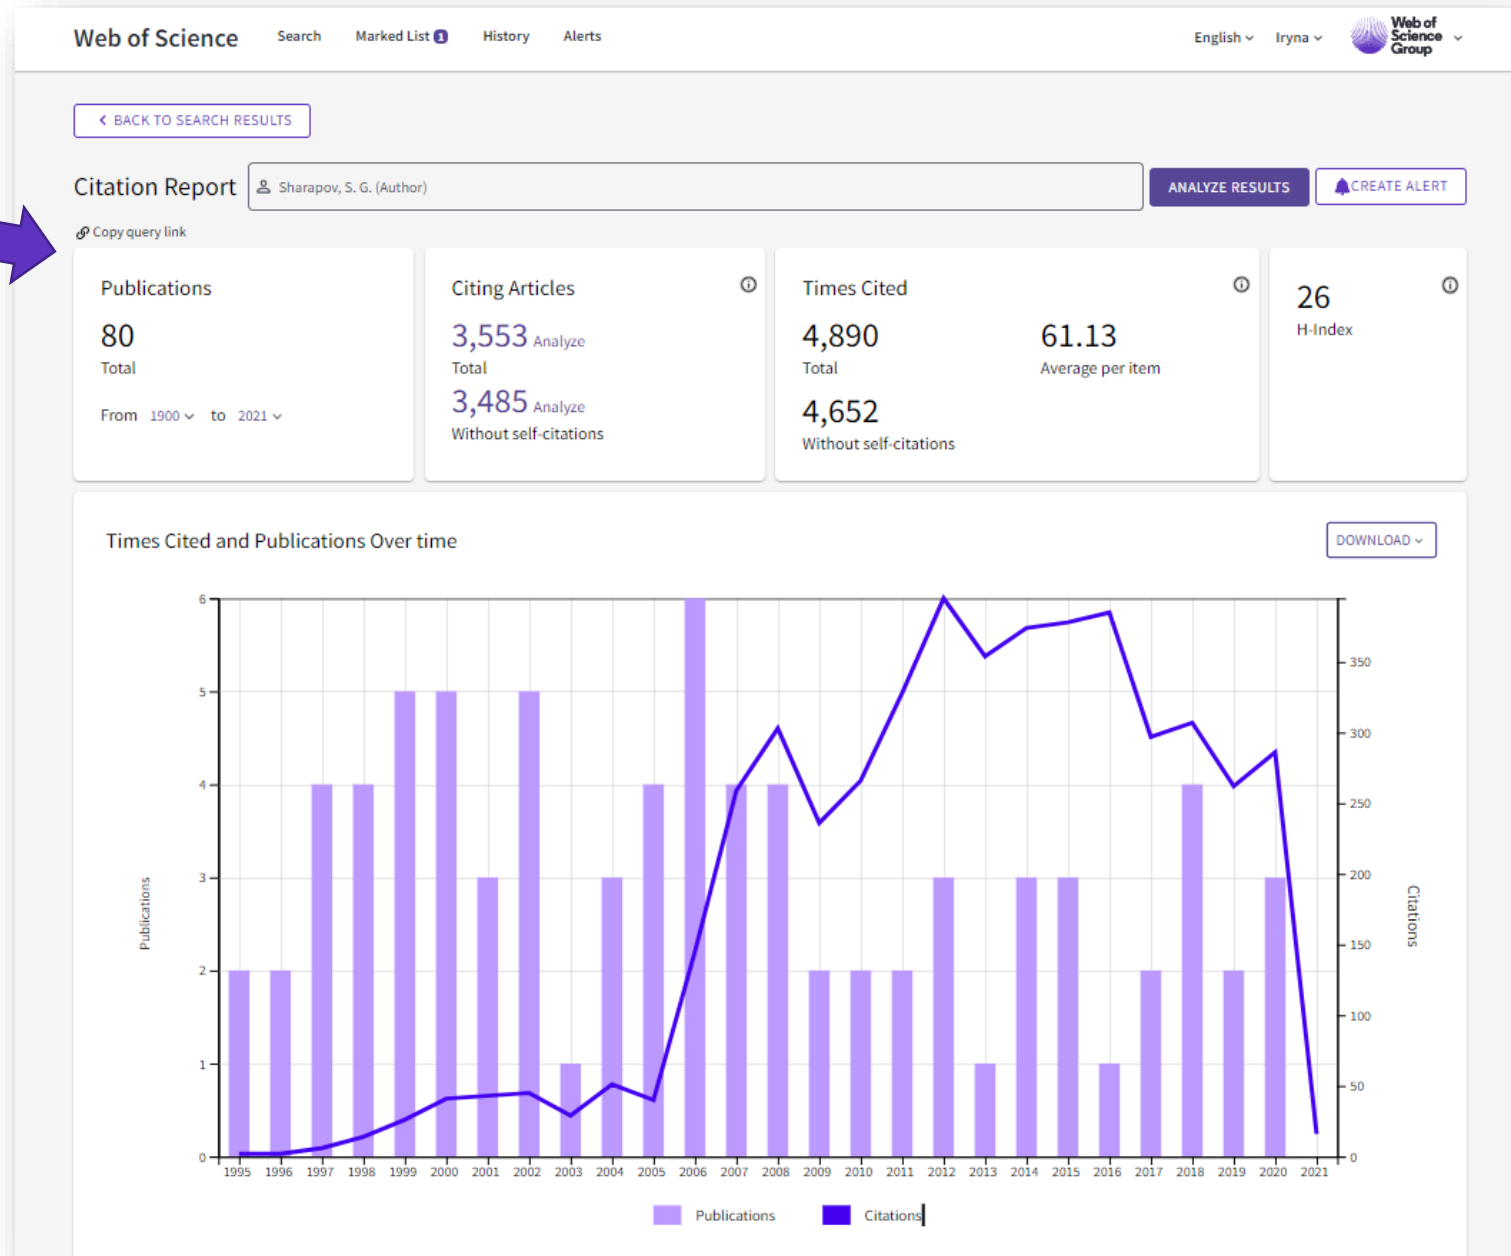 Web of Science Search Marked List 1 History Alerts English Iryna Web of Science Group
BACK TO SEARCH RESULTS
Citation Report Sharapov, S. G. (Author) ANALYZE RESULTS CREATE ALERT
Copy query link
Publications
80
Total
From 1900 to 2021
Citing Articles
3,553 Analyze
Total
3,485 Analyze
Without self-citations
Times Cited
4,890
Total
61.13
Average per item
4,652
Without self-citations
26
H-Index
Times Cited and Publications Over time
DOWNLOAD
Publications
6
5
4
3
2
1
0
350
300
250
200
150
100
50
0
Citations
1995 1996 1997 1998 1999 2000 2001 2002 2003 2004 2005 2006 2007 2008 2009 2010 2011 2012 2013 2014 2015 2016 2017 2018 2019 2020 2021
Publications Citations